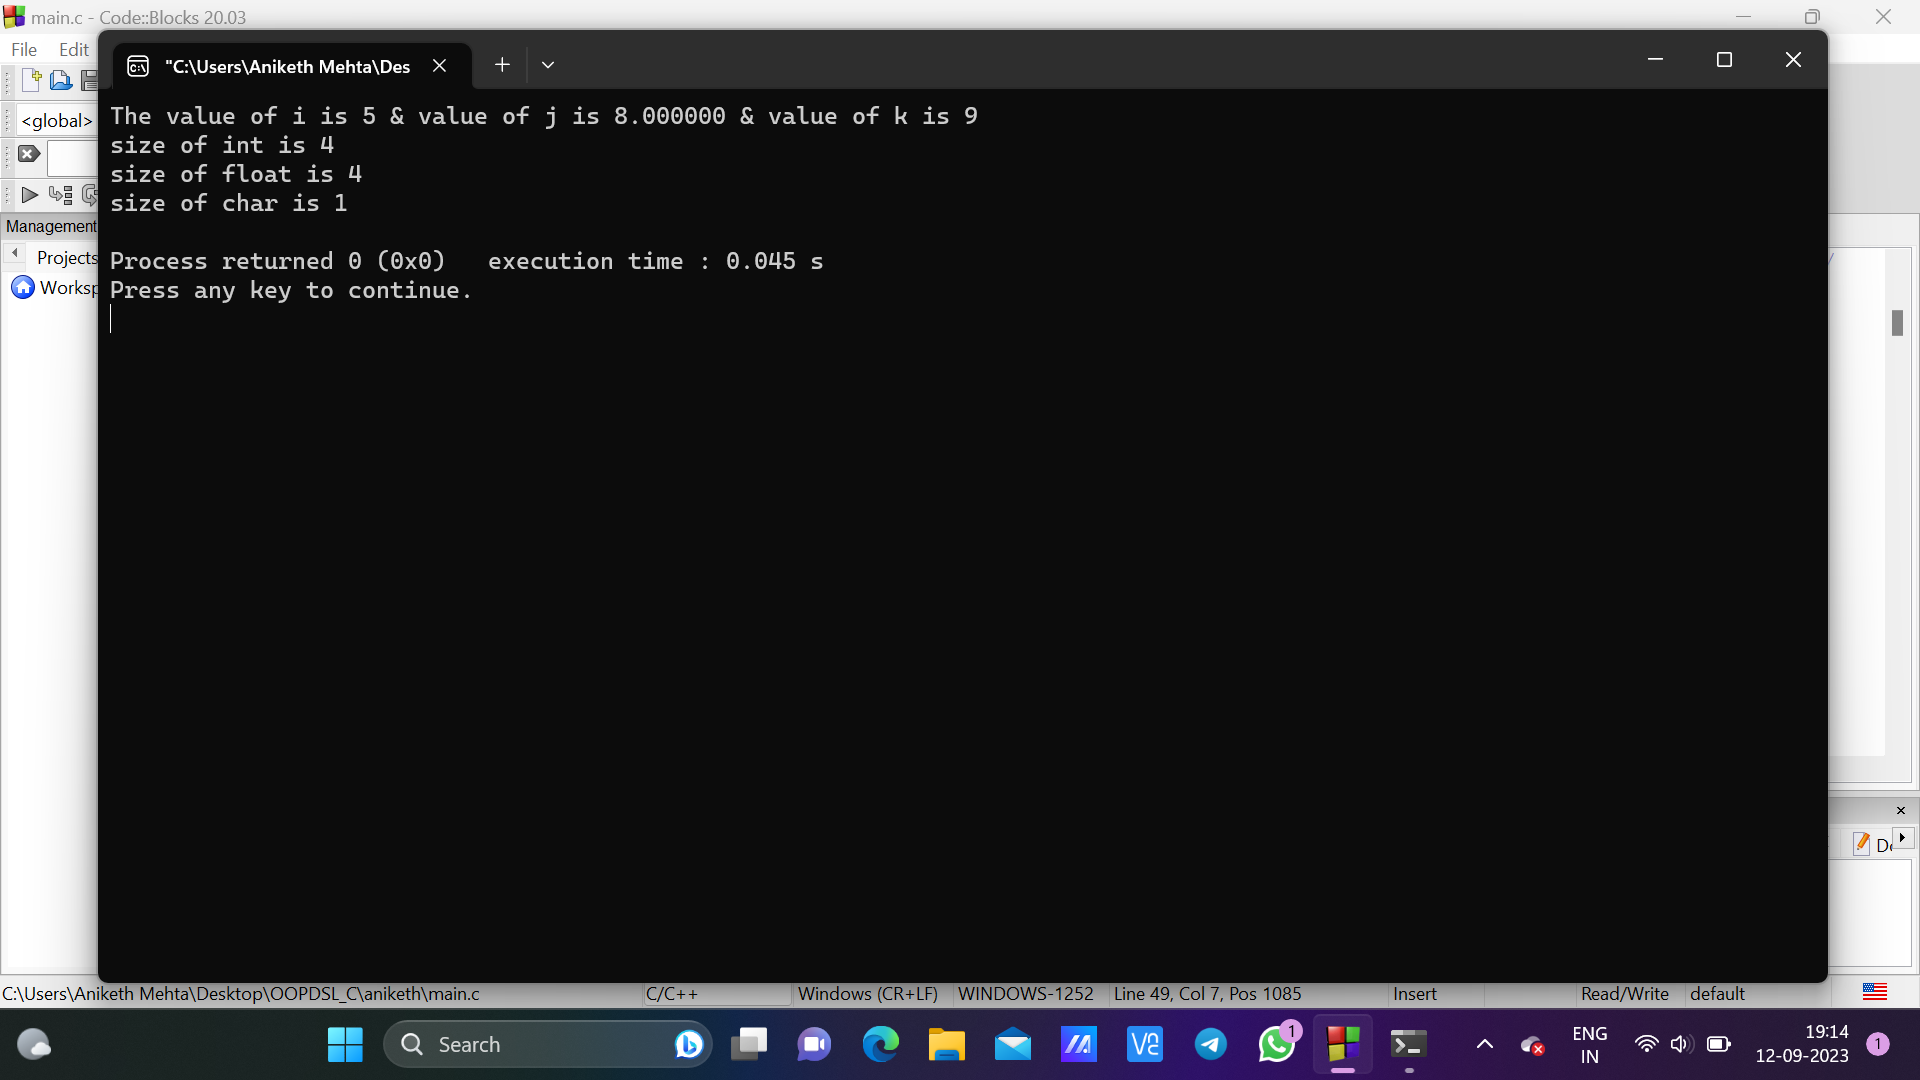 main.c - Code::Blocks 20.03
File Edit
"C:\Users\Aniketh Mehta\Des
<global>
The value of i is 5 & value of j is 8.000000 & value of k is 9
size of int is 4
size of float is 4
size of char is 1
Management
Projects
Process returned 0 (0x0)   execution time : 0.045 s
Worksp
Press any key to continue.
C:\Users\Aniketh Mehta\Desktop\OOPDSL_C\aniketh\main.c C/C++ Windows (CR+LF) WINDOWS-1252 Line 49, Col 7, Pos 1085 Insert Read/Write default
Search
1
ENG
IN
19:14
12-09-2023
1